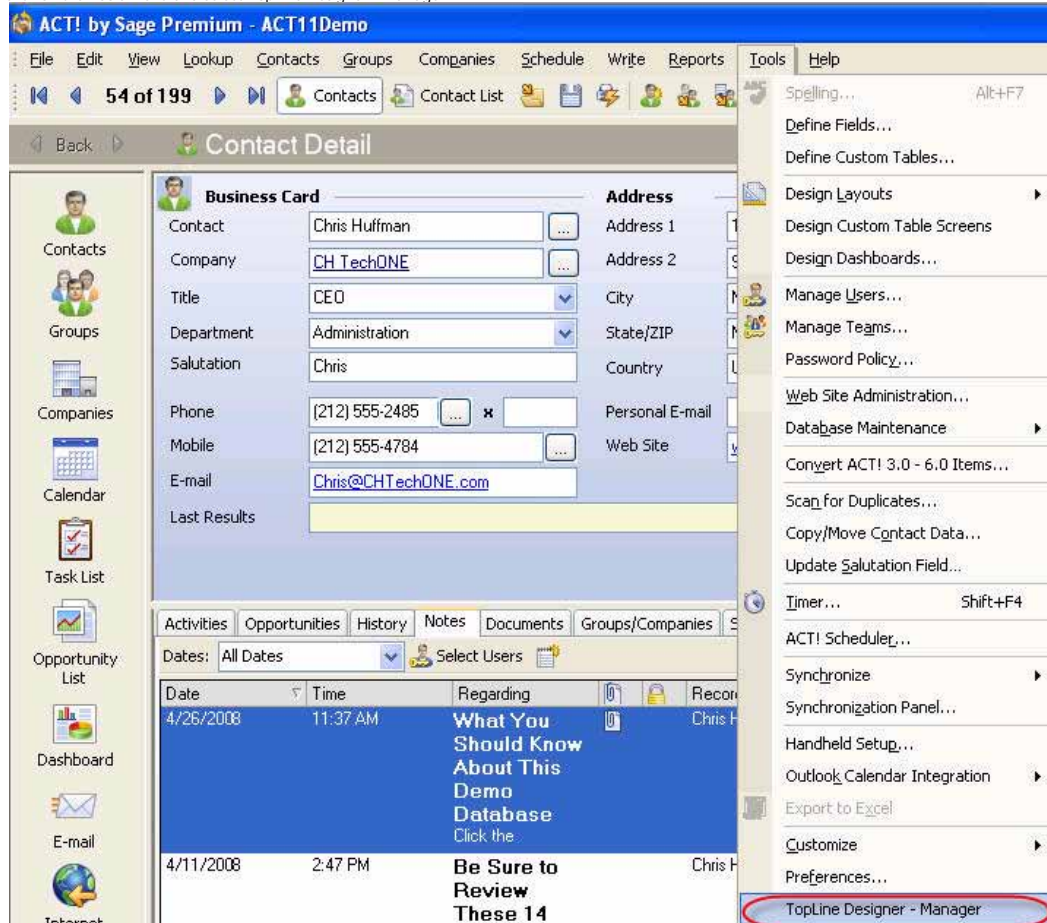 ACT! by Sage Premium - ACT11Demo
File Edit View Lookup Contacts Groups Companies Schedule Write Reports Tools Help
54 of 199 Contacts Contact List
Back Contact Detail
Contacts
Groups
Companies
Calendar
Task List
Opportunity List
Dashboard
E-mail
Internet
Business Card
Contact Chris Huffman ...
Company CH TechONE ...
Title CEO
Department Administration
Salutation Chris
Phone (212) 555-2485 ... x
Mobile (212) 555-4784 ...
E-mail Chris@CHTechONE.com
Last Results
Address
Address 1
Address 2
City
State/ZIP
Country
Personal E-mail
Web Site
Activities Opportunities History Notes Documents Groups/Companies
Dates: All Dates Select Users
Date Time Regarding Recor
4/26/2008 11:37 AM What You Chris H
Should Know
About This
Demo
Database
Click the
4/11/2008 2:47 PM Be Sure to Chris H
Review
These 14
Spelling... Alt+F7
Define Fields...
Define Custom Tables...
Design Layouts
Design Custom Table Screens
Design Dashboards...
Manage Users...
Manage Teams...
Password Policy...
Web Site Administration...
Database Maintenance
Convert ACT! 3.0 - 6.0 Items...
Scan for Duplicates...
Copy/Move Contact Data...
Update Salutation Field...
Timer... Shift+F4
ACT! Scheduler...
Synchronize
Synchronization Panel...
Handheld Setup...
Outlook Calendar Integration
Export to Excel
Customize
Preferences...
TopLine Designer - Manager